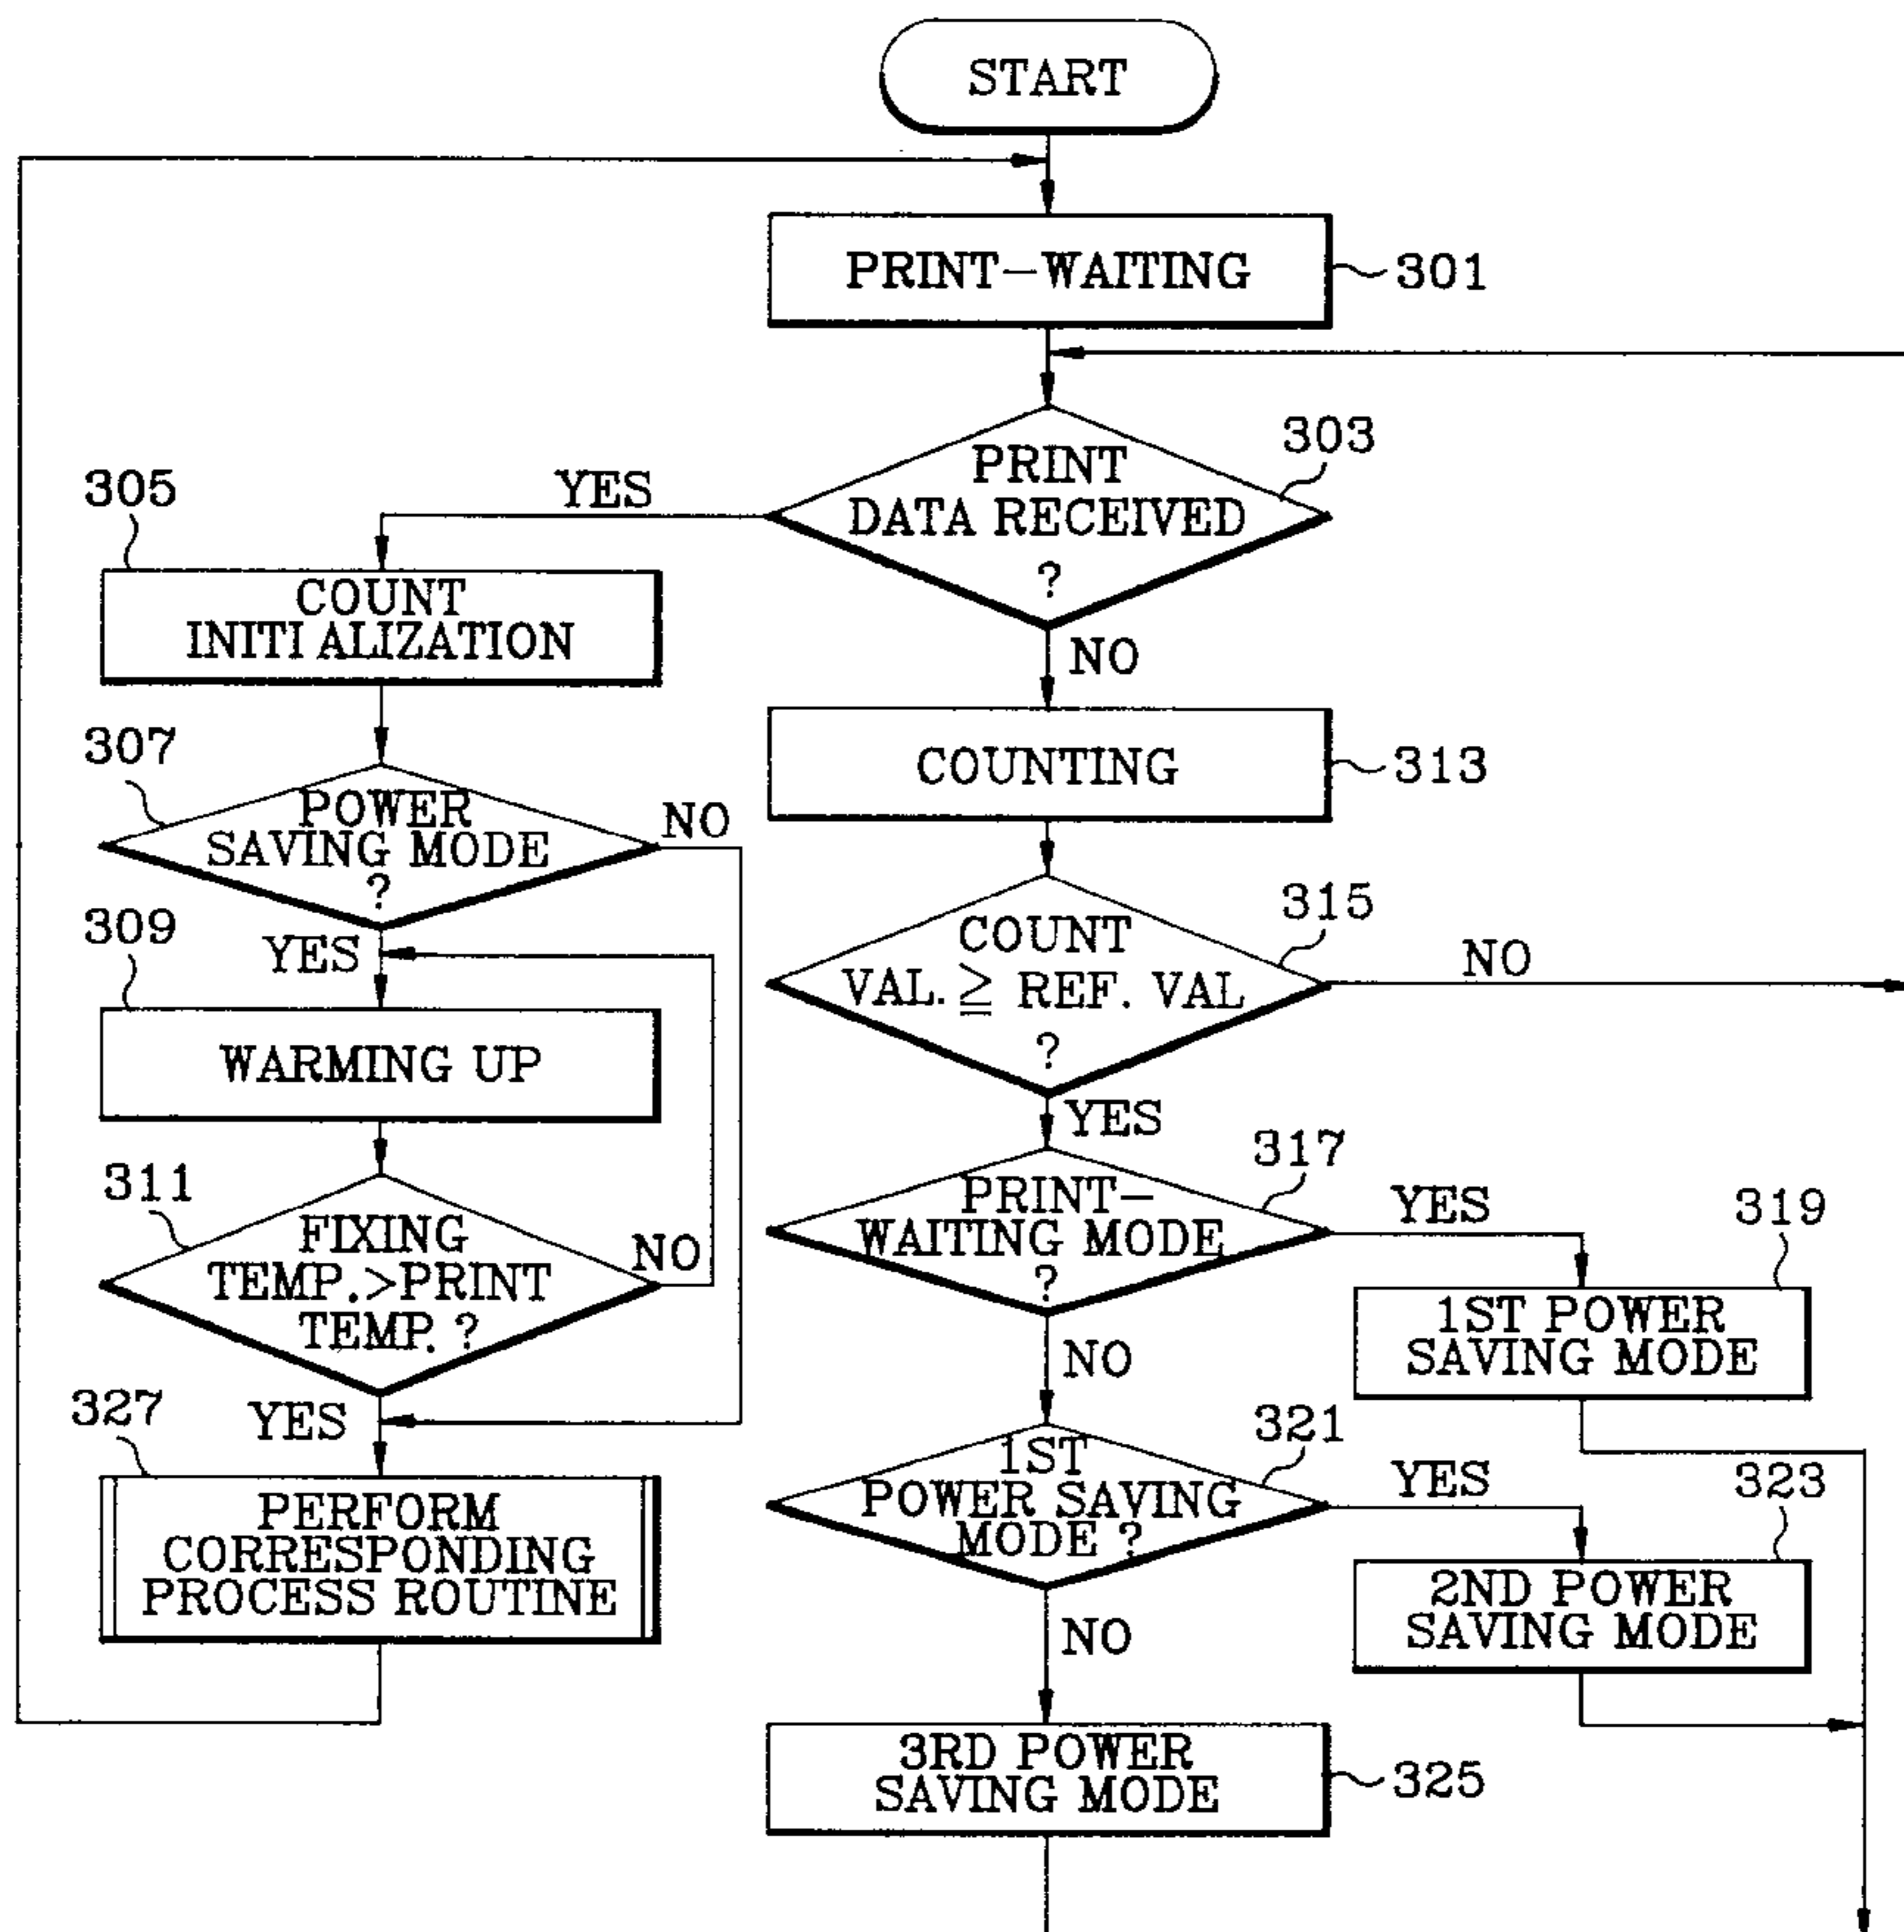 START
PRINT-WAITING
301
PRINT
DATA RECEIVED
?
303
YES
NO
305
COUNT
INITI ALIZATION
307
POWER
SAVING MODE
?
NO
YES
309
WARMING UP
311
FIXING
TEMP.>PRINT
TEMP. ?
NO
YES
327
PERFORM
CORRESPONDING
PROCESS ROUTINE
COUNTING
313
COUNT
VAL. ≧ REF. VAL
?
315
NO
YES
PRINT-
WAITING MODE
?
317
YES
NO
319
1ST POWER
SAVING MODE
1ST
POWER SAVING
MODE ?
321
YES
NO
323
2ND POWER
SAVING MODE
3RD POWER
SAVING MODE
325